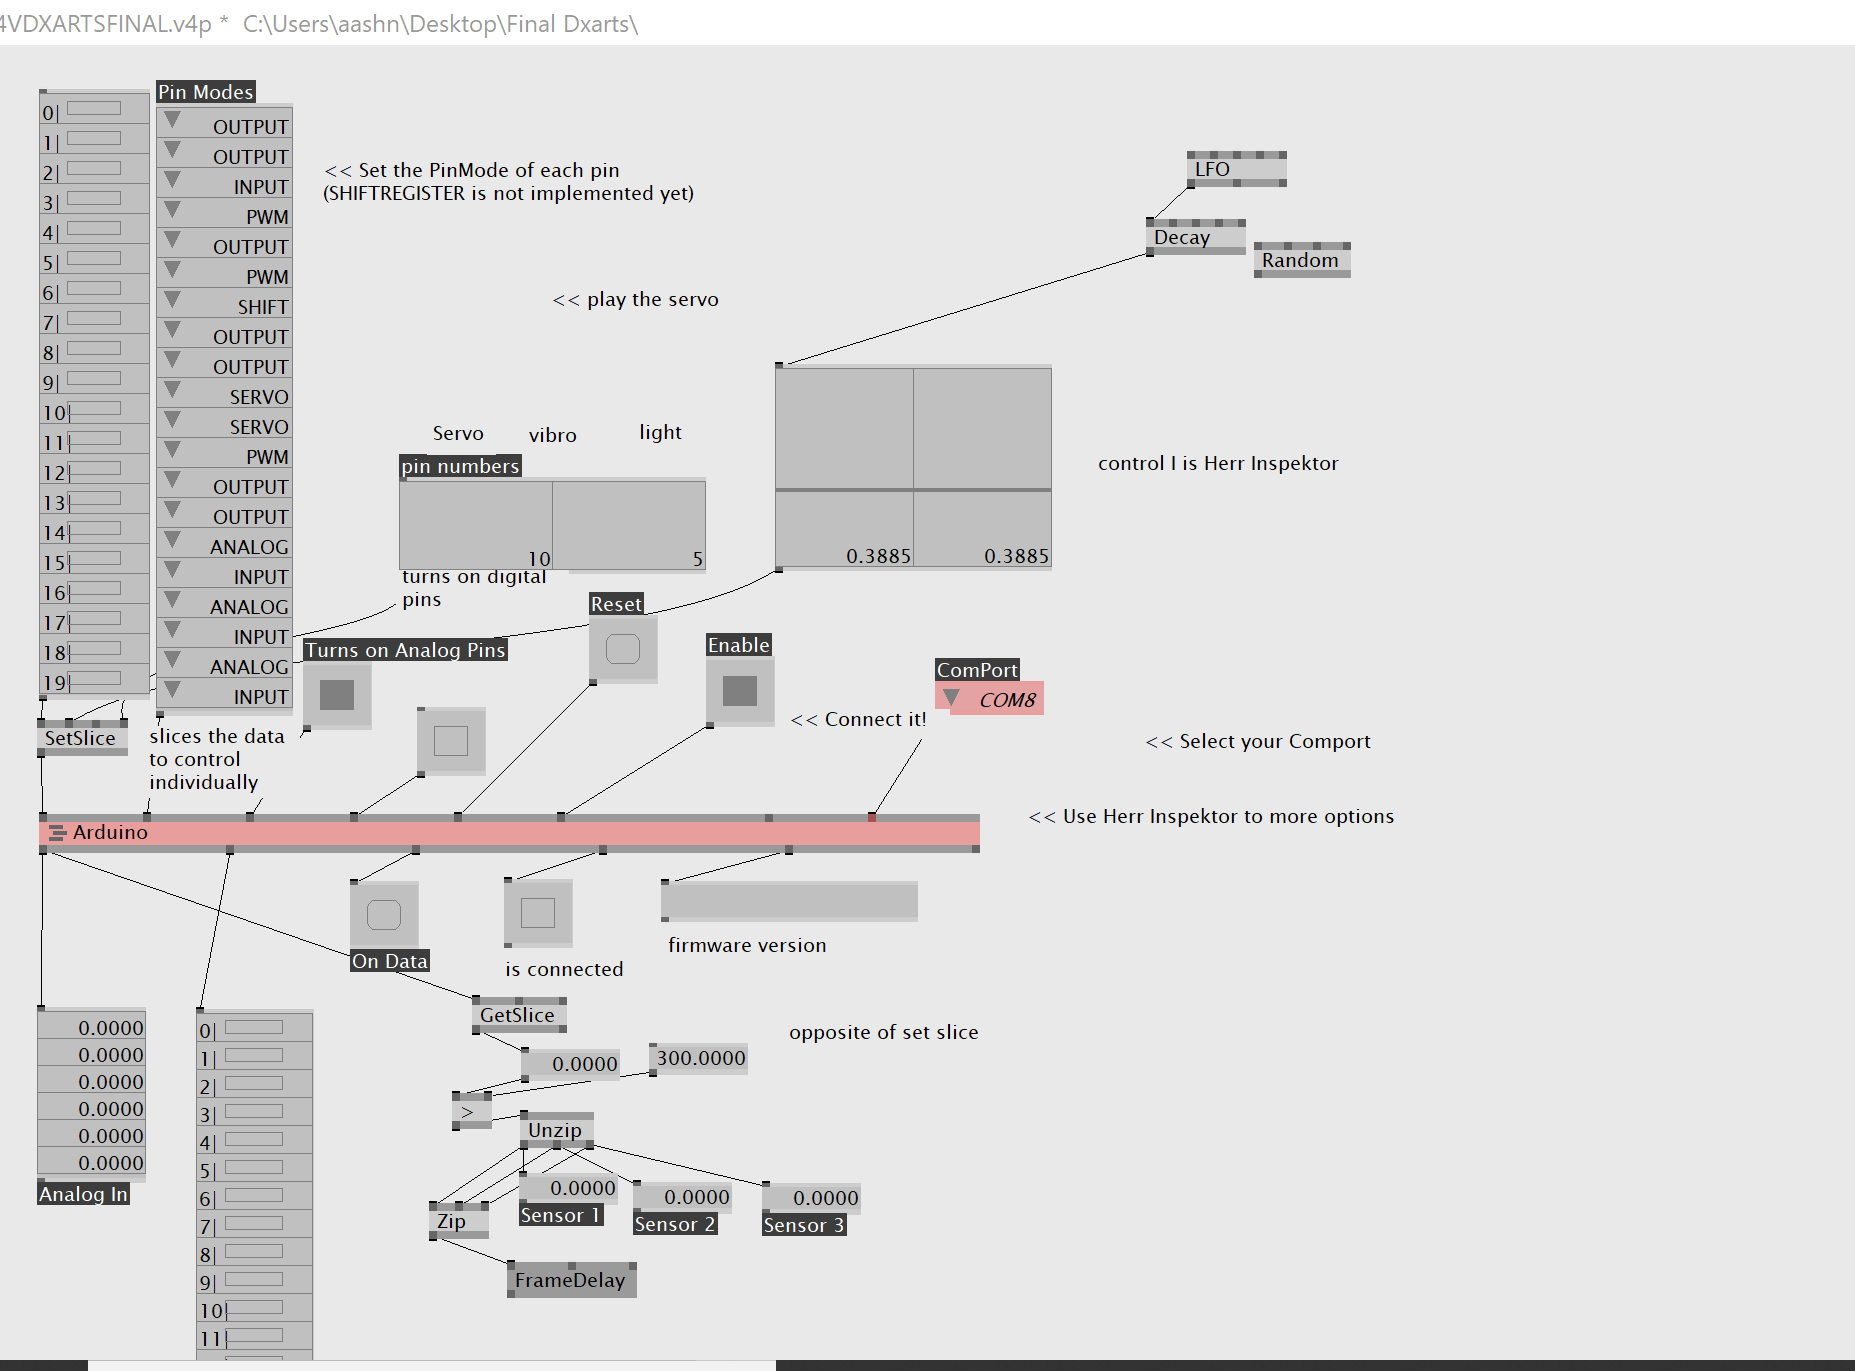 4VDXARTSFINAL.v4p *  C:\Users\aashn\Desktop\Final Dxarts\
Pin Modes
0|
1|
2|
3|
4|
5|
6|
7|
8|
9|
10|
11|
12|
13|
14|
15|
16|
17|
18|
19|
OUTPUT
OUTPUT
INPUT
PWM
OUTPUT
PWM
SHIFT
OUTPUT
OUTPUT
SERVO
SERVO
PWM
OUTPUT
OUTPUT
ANALOG
INPUT
ANALOG
INPUT
ANALOG
INPUT
<< Set the PinMode of each pin
(SHIFTREGISTER is not implemented yet)
LFO
Decay
Random
<< play the servo
Servo
vibro
light
pin numbers
10
5
0.3885
0.3885
control I is Herr Inspektor
turns on digital
pins
Reset
Turns on Analog Pins
Enable
ComPort
COM8
<< Connect it!
<< Select your Comport
SetSlice
slices the data
to control
individually
<< Use Herr Inspektor to more options
Arduino
On Data
is connected
firmware version
GetSlice
opposite of set slice
0.0000
300.0000
>
Unzip
0.0000
0.0000
0.0000
Sensor 1
Sensor 2
Sensor 3
Zip
FrameDelay
0.0000
0.0000
0.0000
0.0000
0.0000
0.0000
Analog In
0|
1|
2|
3|
4|
5|
6|
7|
8|
9|
10|
11|